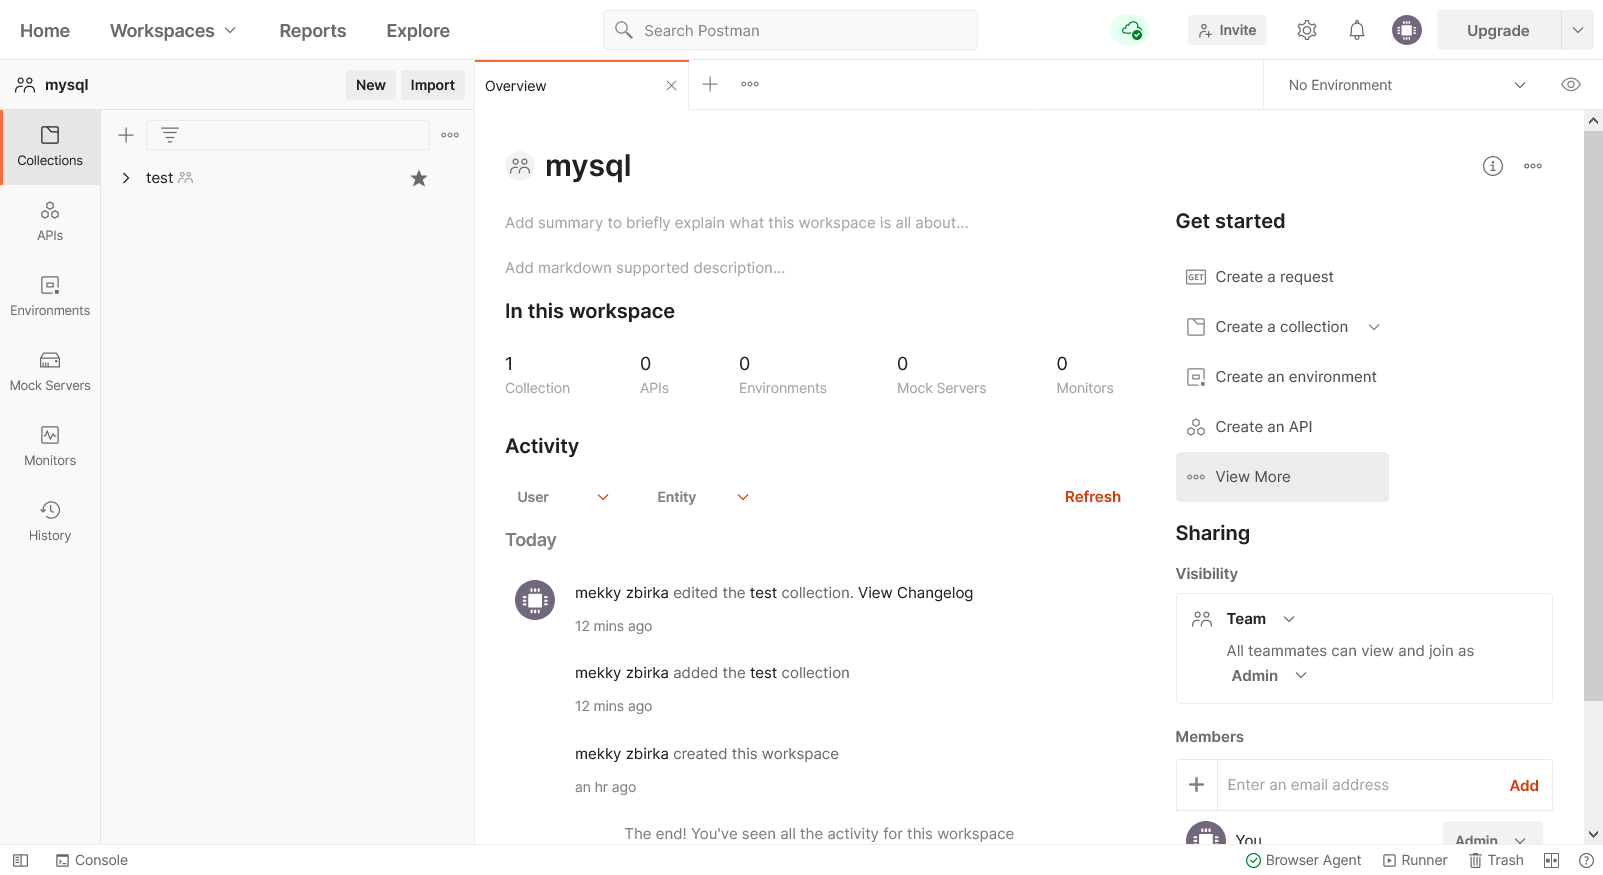 Home Workspaces Reports Explore Search Postman Invite Upgrade
mysql New Import Overview No Environment
Collections
test
APIs
Environments
Mock Servers
Monitors
History
mysql
Add summary to briefly explain what this workspace is all about...
Add markdown supported description...
In this workspace
1 0 0 0 0
Collection APIs Environments Mock Servers Monitors
Activity
User Entity Refresh
Today
mekky zbirka edited the test collection. View Changelog
12 mins ago
mekky zbirka added the test collection
12 mins ago
mekky zbirka created this workspace
an hr ago
The end! You've seen all the activity for this workspace
Get started
GET Create a request
Create a collection
Create an environment
Create an API
View More
Sharing
Visibility
Team
All teammates can view and join as
Admin
Members
Enter an email address Add
You Admin
Console Browser Agent Runner Trash